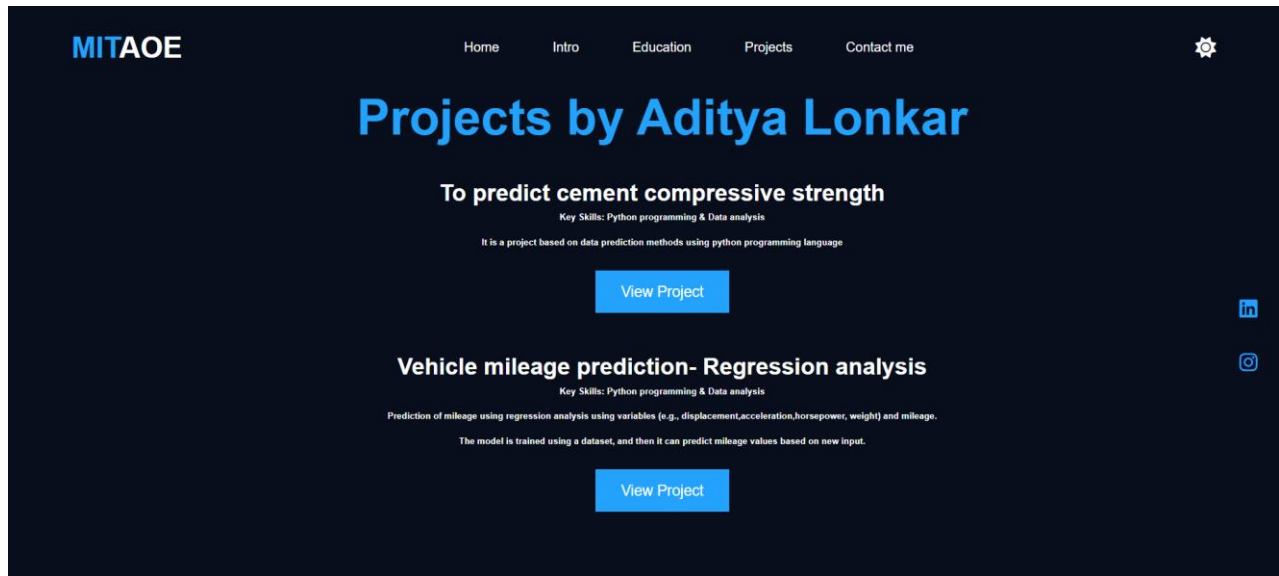 MITAOE
Home Intro Education Projects Contact me
Projects by Aditya Lonkar
To predict cement compressive strength
Key Skills: Python programming & Data analysis
It is a project based on data prediction methods using python programming language
View Project
in
Vehicle mileage prediction- Regression analysis
Key Skills: Python programming & Data analysis
Prediction of mileage using regression analysis using variables (e.g., displacement,acceleration,horsepower, weight) and mileage.
The model is trained using a dataset, and then it can predict mileage values based on new input.
View Project